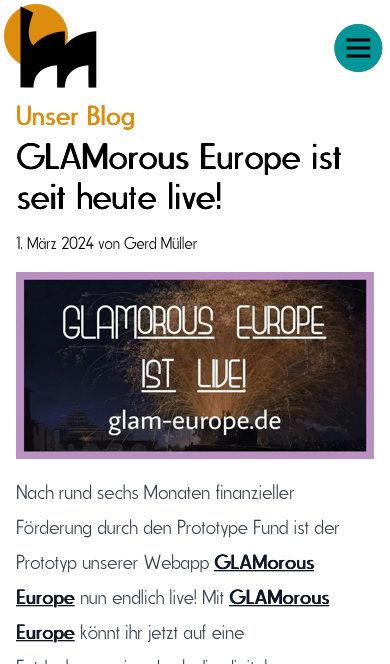 Unser Blog
GLAMorous Europe ist
seit heute live!
1. März 2024 von Gerd Müller
GLAMOROUS EUROPE
IST LIVE!
glam-europe.de
Nach rund sechs Monaten finanzieller
Förderung durch den Prototype Fund ist der
Prototyp unserer Webapp GLAMorous
Europe nun endlich live! Mit GLAMorous
Europe könnt ihr jetzt auf eine